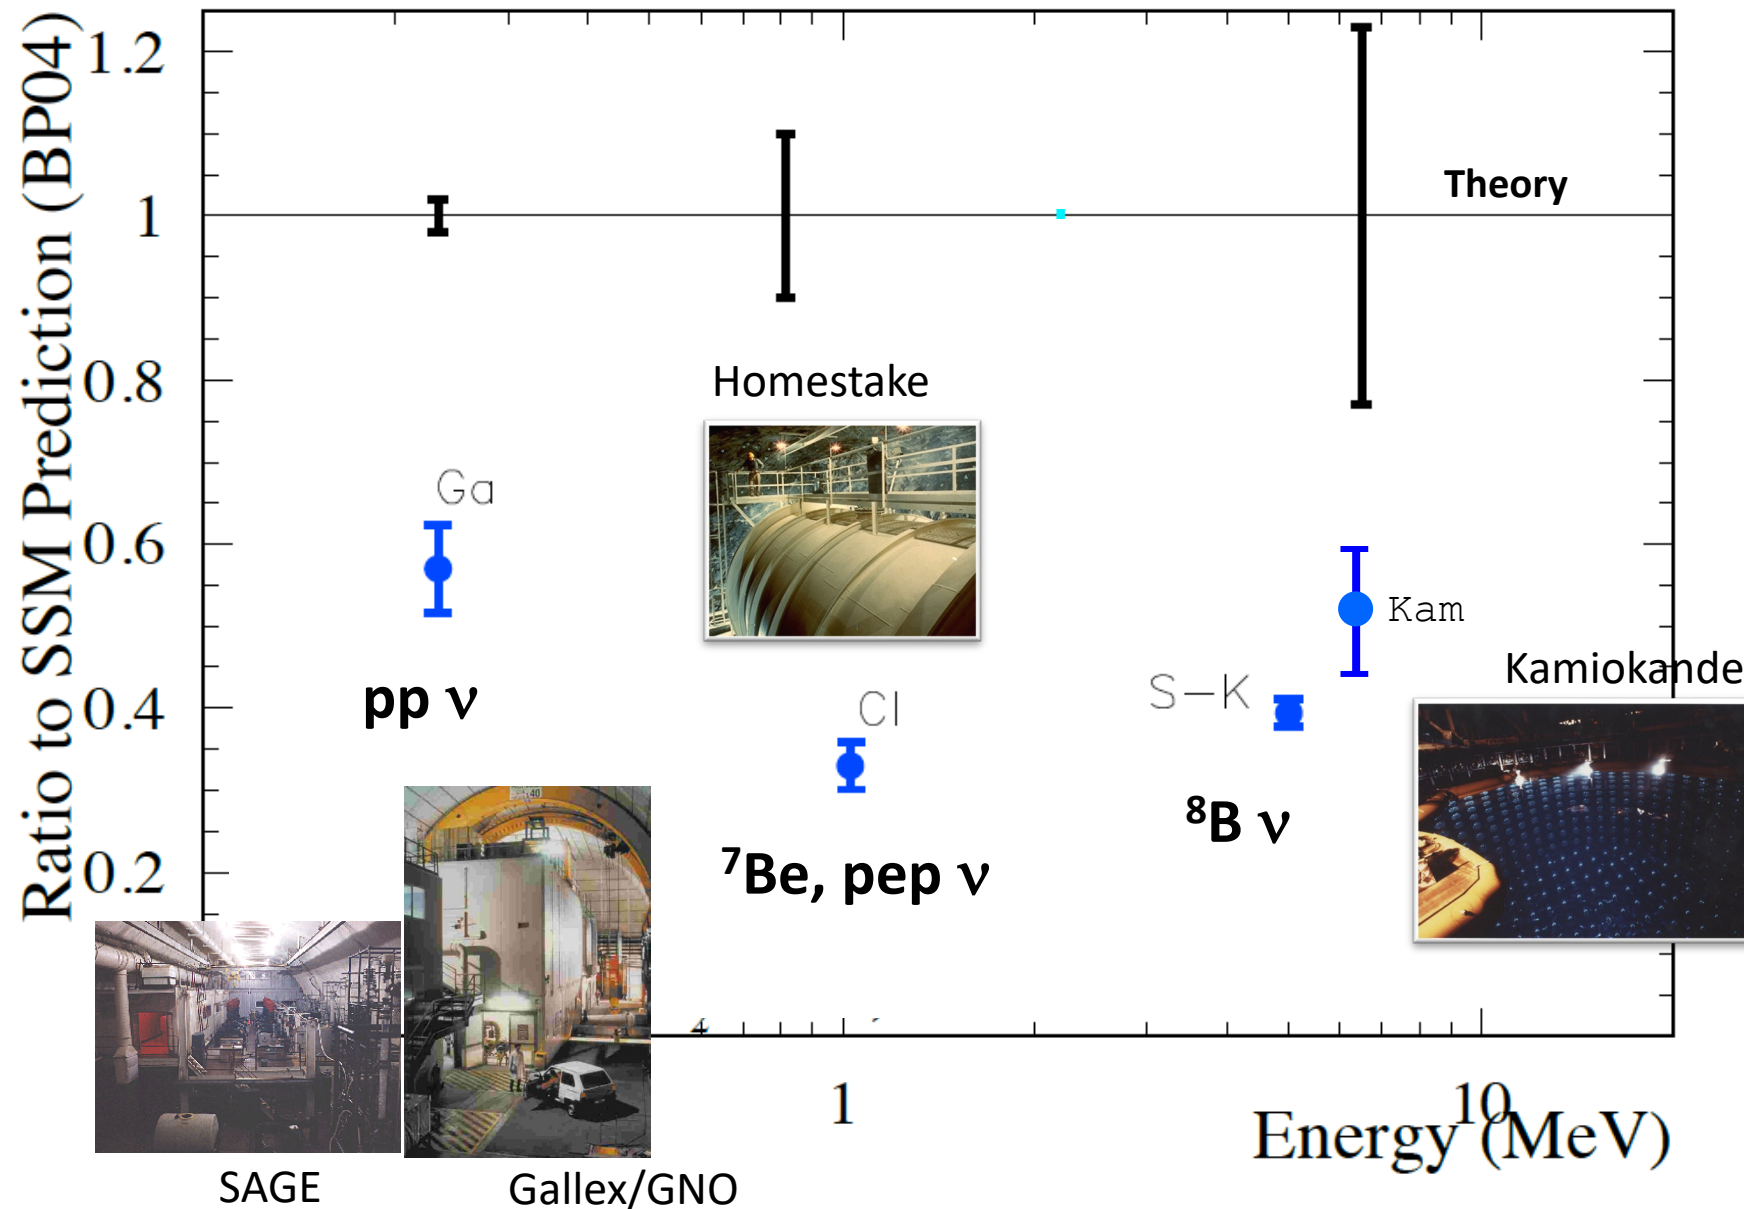 Ratio to SSM Prediction (BP04)
1.2
1
0.8
0.6
0.4
0.2
Theory
Homestake
Ga
Kam
Kamiokande
pp ν
Cl
S-K
⁸B ν
⁷Be, pep ν
1
10
Energy (MeV)
SAGE
Gallex/GNO